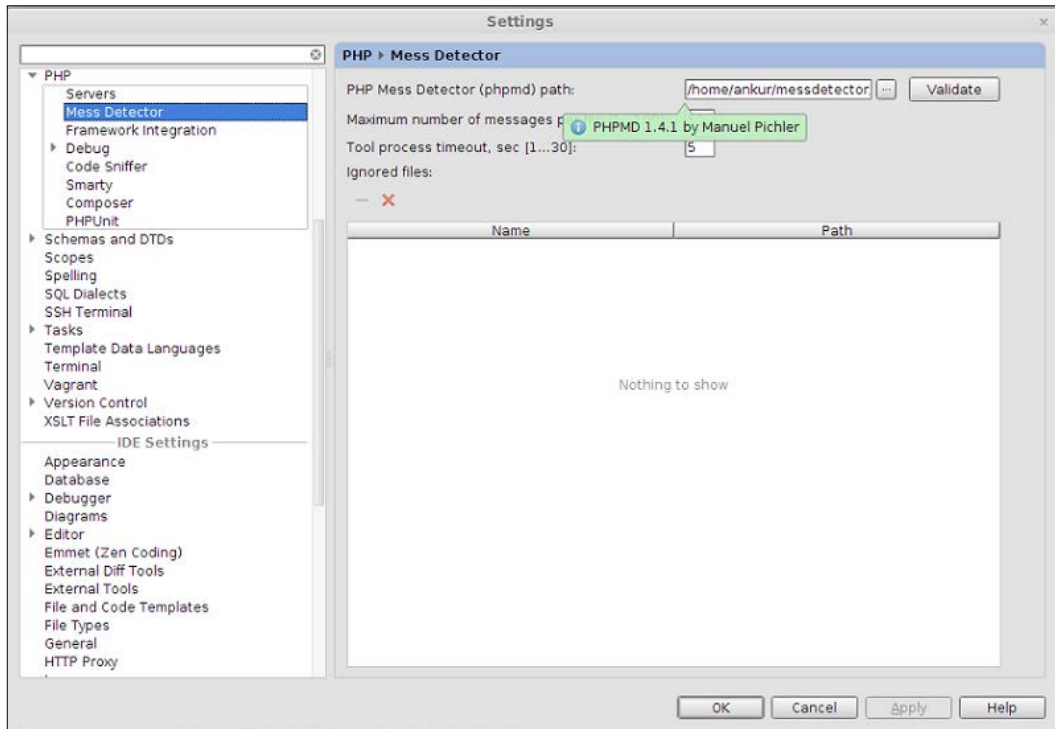 Settings
PHP
Servers
Mess Detector
Framework Integration
Debug
Code Sniffer
Smarty
Composer
PHPUnit
Schemas and DTDs
Scopes
Spelling
SQL Dialects
SSH Terminal
Tasks
Template Data Languages
Terminal
Vagrant
Version Control
XSLT File Associations
IDE Settings
Appearance
Database
Debugger
Diagrams
Editor
Emmet (Zen Coding)
External Diff Tools
External Tools
File and Code Templates
File Types
General
HTTP Proxy
PHP › Mess Detector
PHP Mess Detector (phpmd) path: /home/ankur/messdetector ... Validate
Maximum number of messages
PHPMD 1.4.1 by Manuel Pichler
Tool process timeout, sec [1...30]: 5
Ignored files:
Name Path
Nothing to show
OK Cancel Apply Help